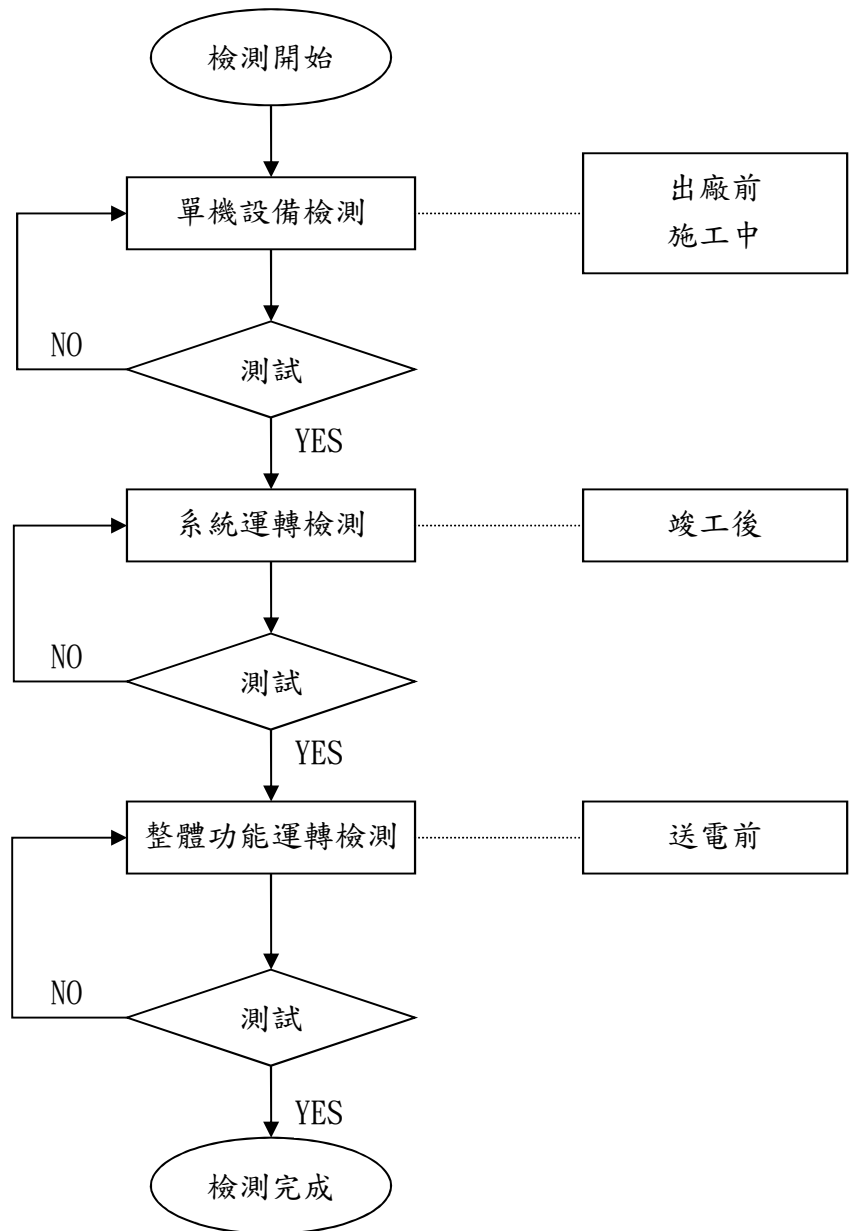 檢測開始
單機設備檢測
出廠前
施工中
NO
測試
YES
系統運轉檢測
竣工後
NO
測試
YES
整體功能運轉檢測
送電前
NO
測試
YES
檢測完成